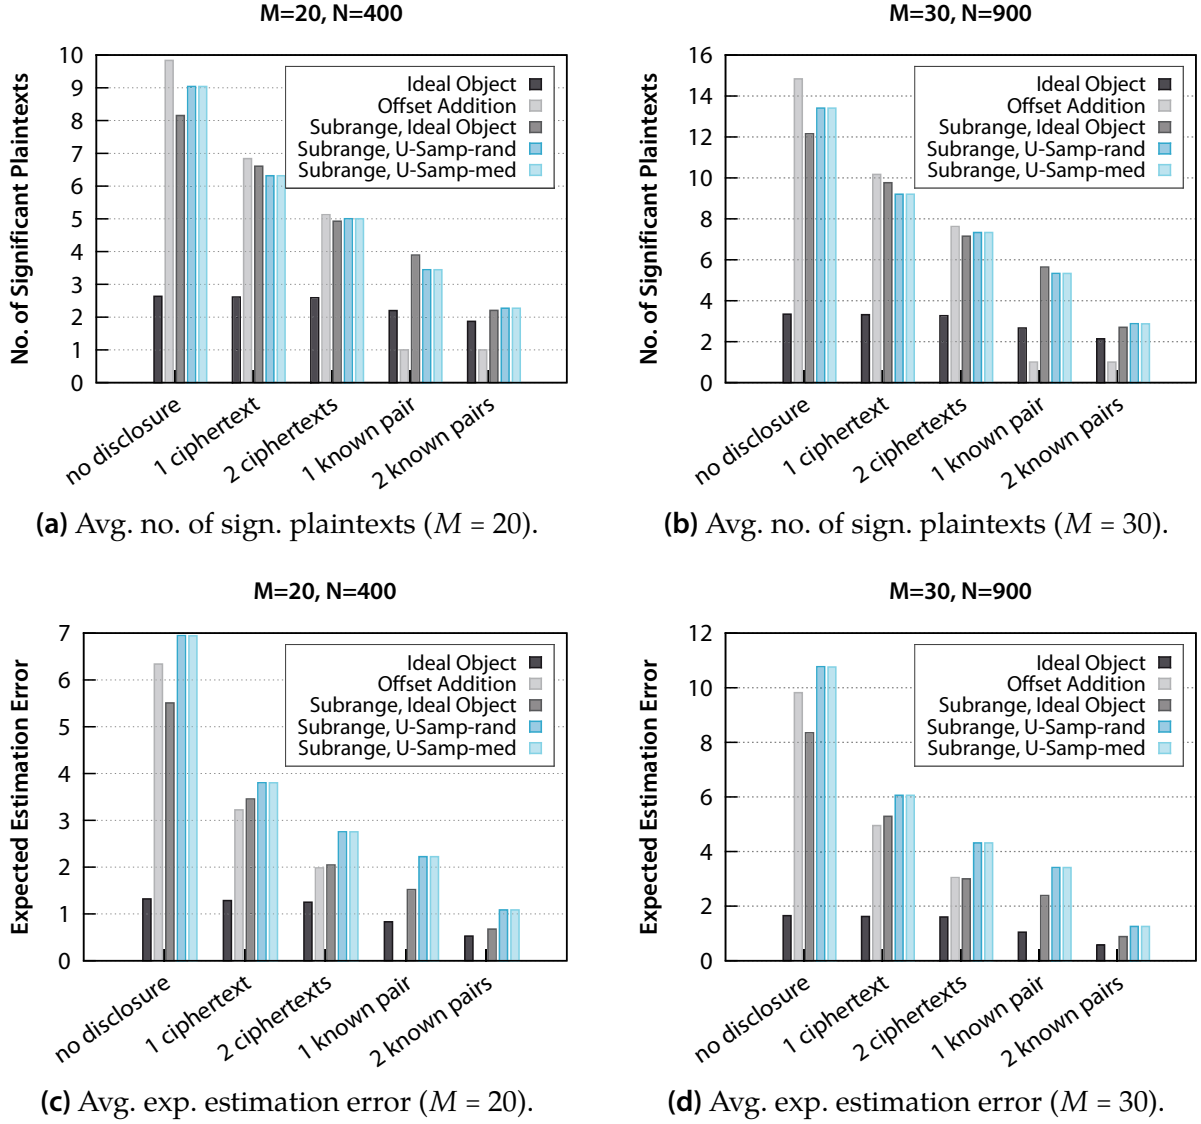 M=20, N=400
No. of Significant Plaintexts
10
9
8
7
6
5
4
3
2
1
0
Ideal Object
Offset Addition
Subrange, Ideal Object
Subrange, U-Samp-rand
Subrange, U-Samp-med
no disclosure
1 ciphertext
2 ciphertexts
1 known pair
2 known pairs
(a) Avg. no. of sign. plaintexts (M = 20).
M=30, N=900
No. of Significant Plaintexts
16
14
12
10
8
6
4
2
0
Ideal Object
Offset Addition
Subrange, Ideal Object
Subrange, U-Samp-rand
Subrange, U-Samp-med
no disclosure
1 ciphertext
2 ciphertexts
1 known pair
2 known pairs
(b) Avg. no. of sign. plaintexts (M = 30).
M=20, N=400
Expected Estimation Error
7
6
5
4
3
2
1
0
Ideal Object
Offset Addition
Subrange, Ideal Object
Subrange, U-Samp-rand
Subrange, U-Samp-med
no disclosure
1 ciphertext
2 ciphertexts
1 known pair
2 known pairs
(c) Avg. exp. estimation error (M = 20).
M=30, N=900
Expected Estimation Error
12
10
8
6
4
2
0
Ideal Object
Offset Addition
Subrange, Ideal Object
Subrange, U-Samp-rand
Subrange, U-Samp-med
no disclosure
1 ciphertext
2 ciphertexts
1 known pair
2 known pairs
(d) Avg. exp. estimation error (M = 30).